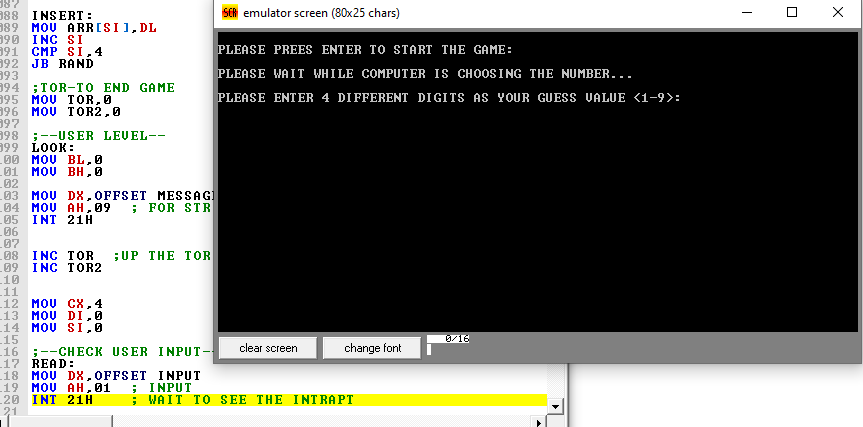 087
088 INSERT:
089 MOV ARR[SI],DL
090 INC SI
091 CMP SI,4
092 JB RAND
093
094 ;TOR-TO END GAME
095 MOV TOR,0
096 MOV TOR2,0
097
098 ;--USER LEVEL--
099 LOOK:
100 MOV BL,0
101 MOV BH,0
102
103 MOV DX,OFFSET MESSAG
104 MOV AH,09 ; FOR STR
105 INT 21H
106
107
108 INC TOR ;UP THE TOR
109 INC TOR2
110
111
112 MOV CX,4
113 MOV DI,0
114 MOV SI,0
115
116 ;--CHECK USER INPUT-
117 READ:
118 MOV DX,OFFSET INPUT
119 MOV AH,01 ; INPUT
120 INT 21H ; WAIT TO SEE THE INTRAPT
121
SCR emulator screen (80x25 chars)
PLEASE PREES ENTER TO START THE GAME:
PLEASE WAIT WHILE COMPUTER IS CHOOSING THE NUMBER...
PLEASE ENTER 4 DIFFERENT DIGITS AS YOUR GUESS VALUE <1-9>:
clear screen
change font
0/16